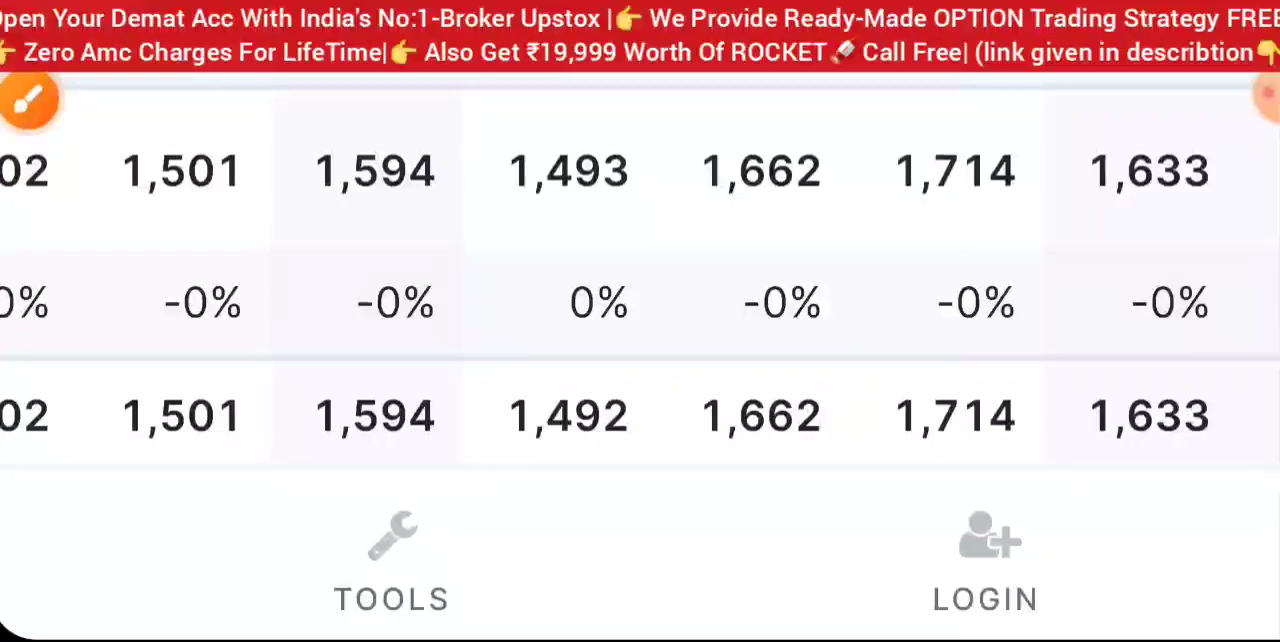 pen Your Demat Acc With India's No:1-Broker Upstox |👉 We Provide Ready-Made OPTION Trading Strategy FREE
👉 Zero Amc Charges For LifeTime|👉 Also Get ₹19,999 Worth Of ROCKET🚀 Call Free| (link given in describtion👇
02 1,501 1,594 1,493 1,662 1,714 1,633
0% -0% -0% 0% -0% -0% -0%
02 1,501 1,594 1,492 1,662 1,714 1,633
TOOLS LOGIN